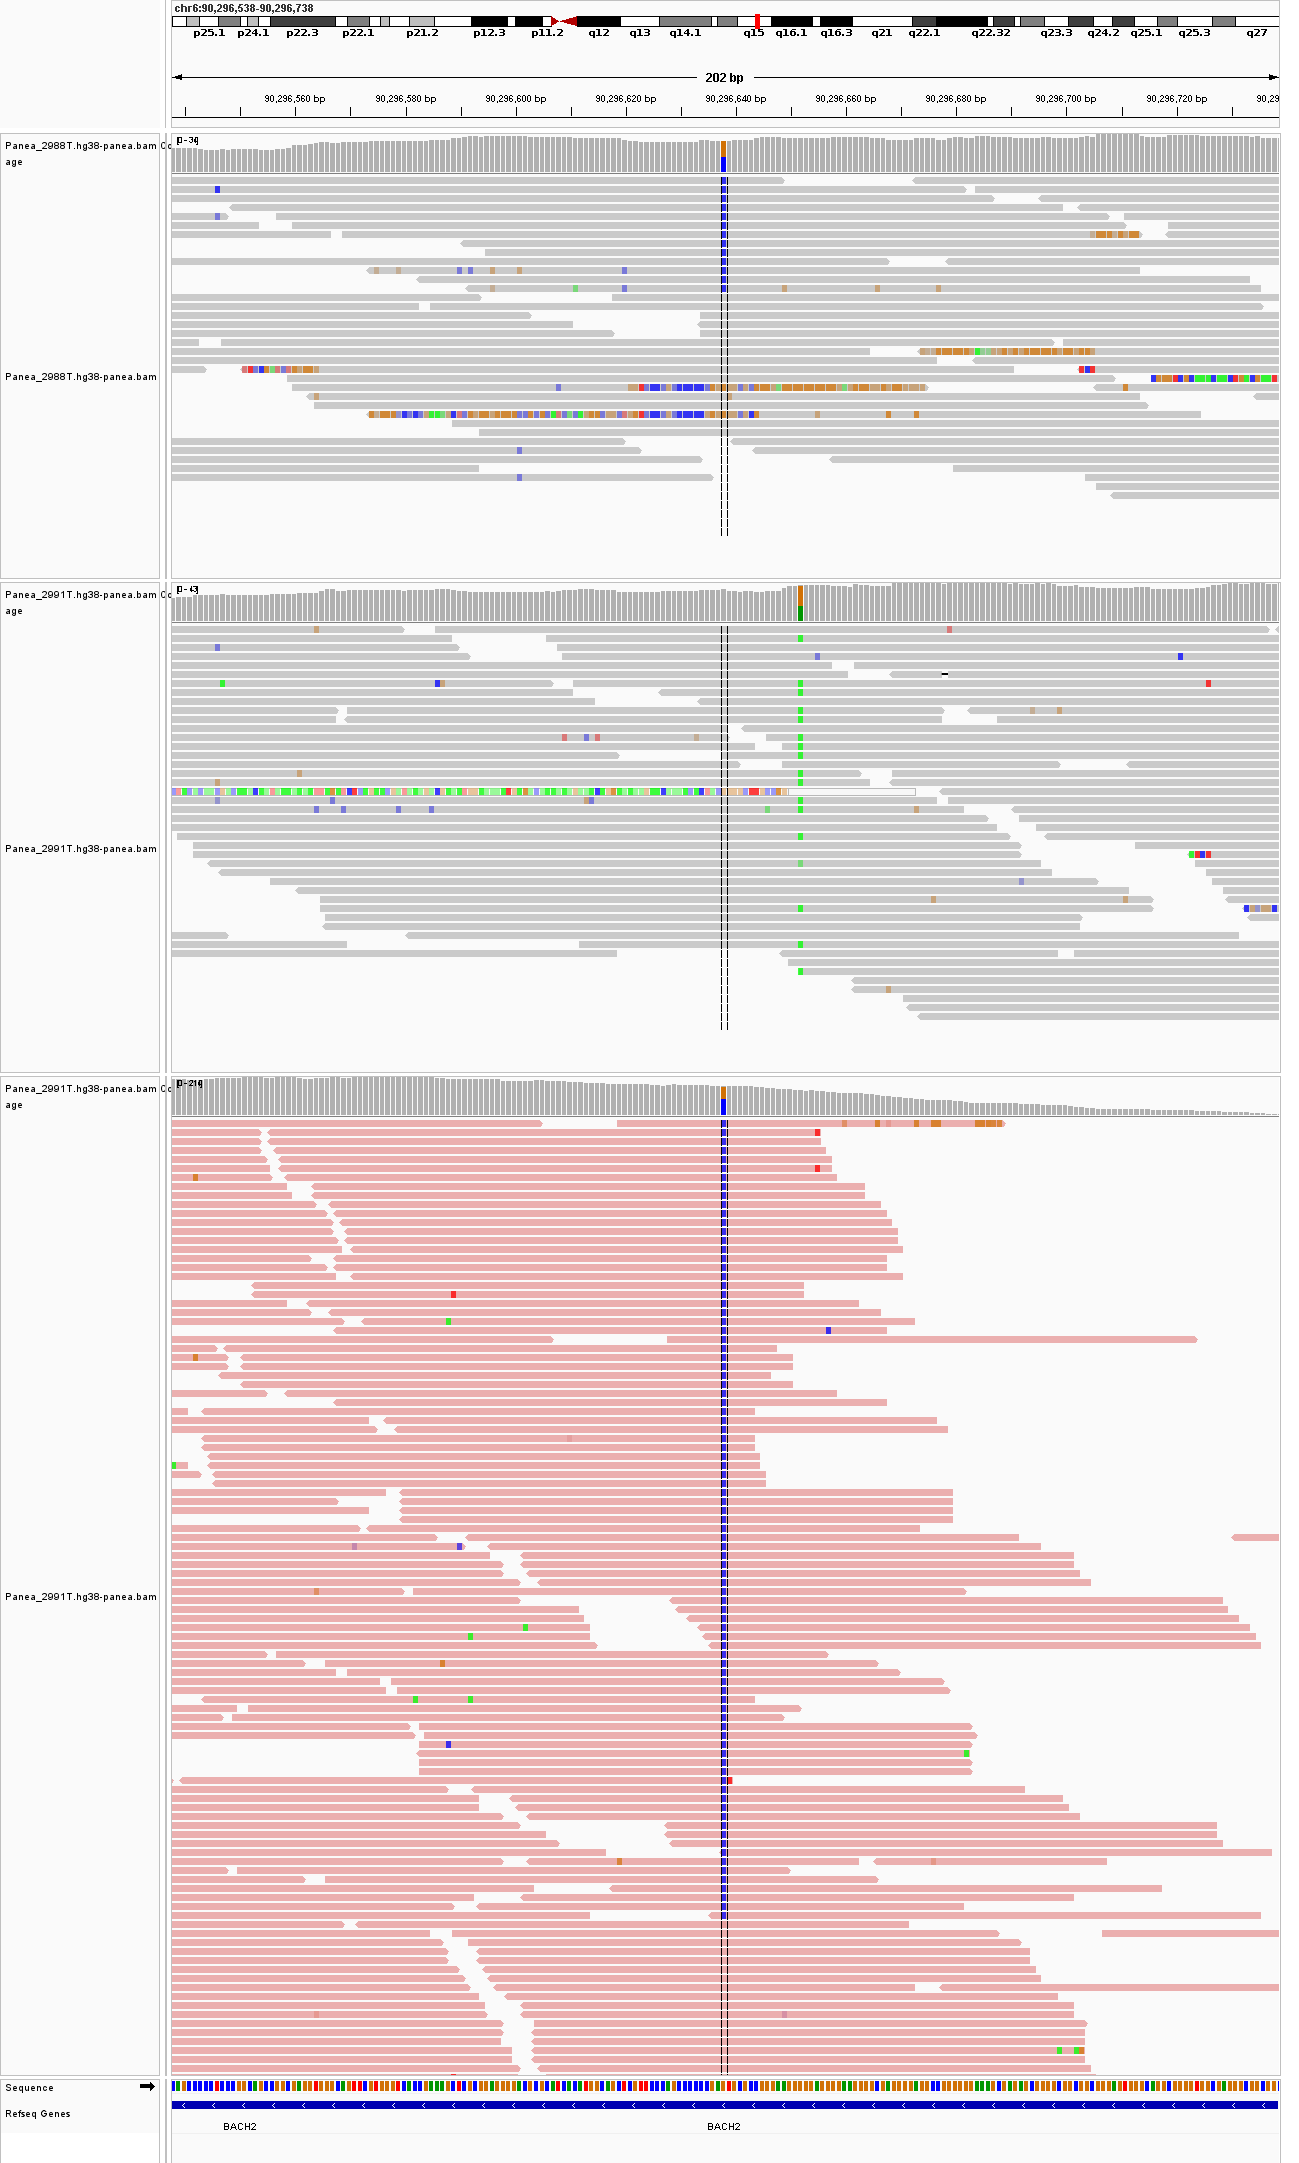 chr6:90,296,538-90,296,738
p25.1 p24.1 p22.3 p22.1 p21.2 p12.3 p11.2 q12 q13 q14.1 q15 q16.1 q16.3 q21 q22.1 q22.32 q23.3 q24.2 q25.1 q25.3 q27
202 bp
90,296,560 bp 90,296,580 bp 90,296,600 bp 90,296,620 bp 90,296,640 bp 90,296,660 bp 90,296,680 bp 90,296,700 bp 90,296,720 bp 90,29
Panea_2988T.hg38-panea.bam Co
age
Panea_2988T.hg38-panea.bam
[0-43]
Panea_2991T.hg38-panea.bam Co
age
Panea_2991T.hg38-panea.bam
Panea_2991T.hg38-panea.bam Co
age
Panea_2991T.hg38-panea.bam
Sequence
Refseq Genes
BACH2 BACH2